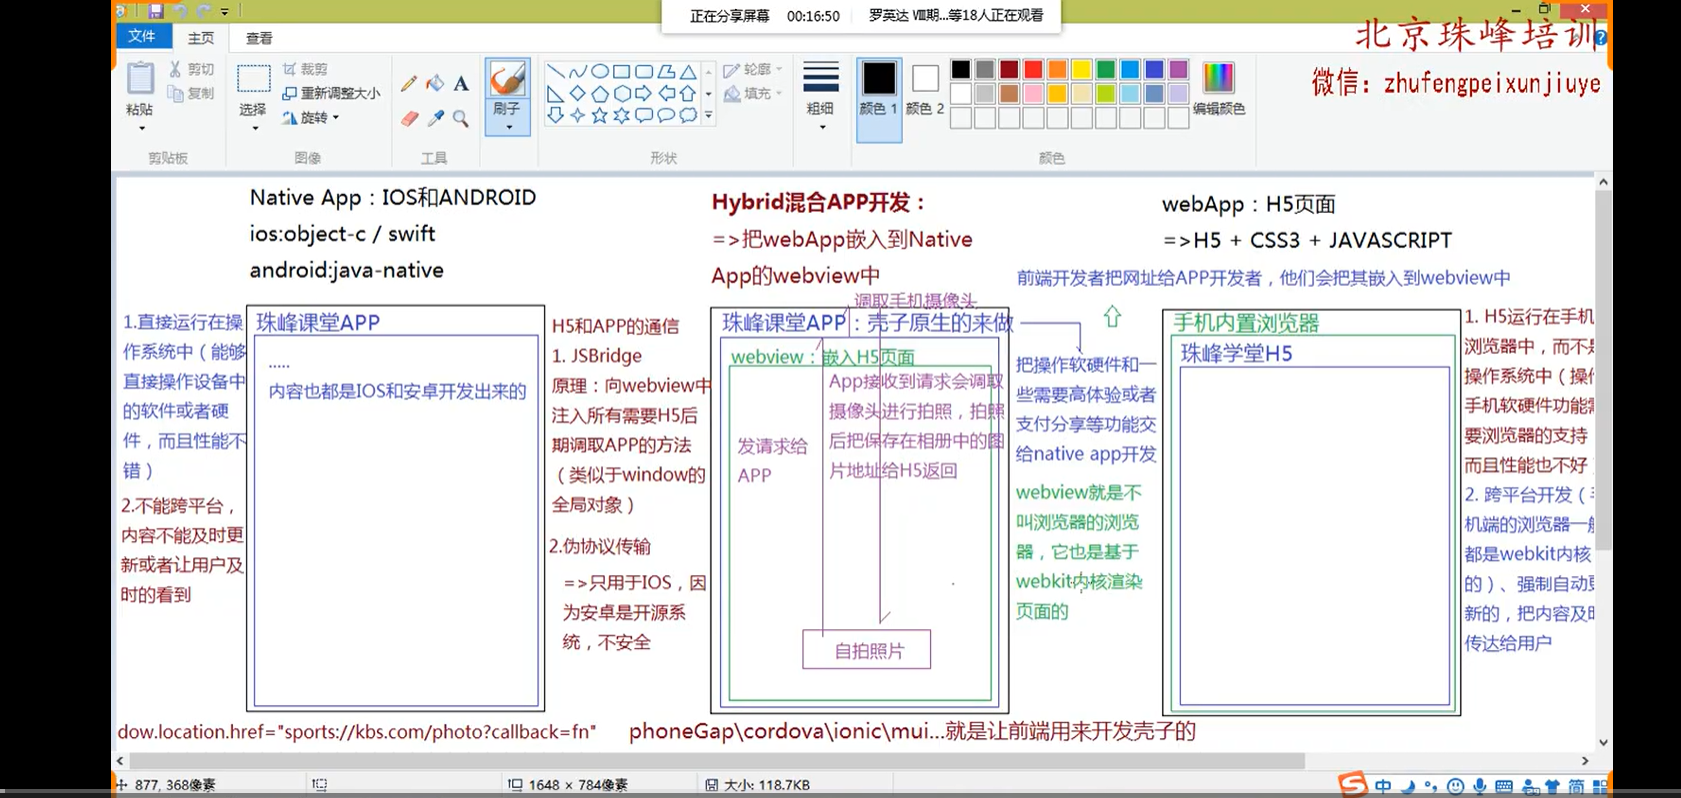 正在分享屏幕 00:16:50 罗英达 Ⅷ期...等18人正在观看
北京珠峰培训
微信：zhufengpeixunjiuye
文件 主页 查看
粘贴 剪切 复制
选择 裁剪 重新调整大小 旋转
刷子
轮廓 填充
粗细 颜色 1 颜色 2 编辑颜色
剪贴板 图像 工具 形状 颜色
Native App：IOS和ANDROID
ios:object-c / swift
android:java-native
Hybrid混合APP开发：
=>把webApp嵌入到Native
App的webview中
webApp：H5页面
=>H5 + CSS3 + JAVASCRIPT
前端开发者把网址给APP开发者，他们会把其嵌入到webview中
1.直接运行在操
作系统中（能够
直接操作设备中
的软件或者硬
件，而且性能不
错）
2.不能跨平台，
内容不能及时更
新或者让用户及
时的看到
珠峰课堂APP
.....
内容也都是IOS和安卓开发出来的
H5和APP的通信
1. JSBridge
原理：向webview中
注入所有需要H5后
期调取APP的方法
（类似于window的
全局对象）
2.伪协议传输
=>只用于IOS，因
为安卓是开源系
统，不安全
调取手机摄像头
珠峰课堂APP：壳子原生的来做
webview：嵌入H5页面
App接收到请求会调取
摄像头进行拍照，拍照
后把保存在相册中的图
片地址给H5返回
发请求给
APP
自拍照片
把操作软硬件和一
些需要高体验或者
支付分享等功能交
给native app开发
webview就是不
叫浏览器的浏览
器，它也是基于
webkit内核渲染
页面的
手机内置浏览器
珠峰学堂H5
1. H5运行在手机
浏览器中，而不是
操作系统中（操作
手机软硬件功能需
要浏览器的支持
而且性能也不好
2. 跨平台开发（手
机端的浏览器一般
都是webkit内核
的）、强制自动更
新的，把内容及时
传达给用户
dow.location.href="sports://kbs.com/photo?callback=fn"
phoneGap\cordova\ionic\mui...就是让前端用来开发壳子的
877, 368像素 1648 × 784像素 大小: 118.7KB
中 简